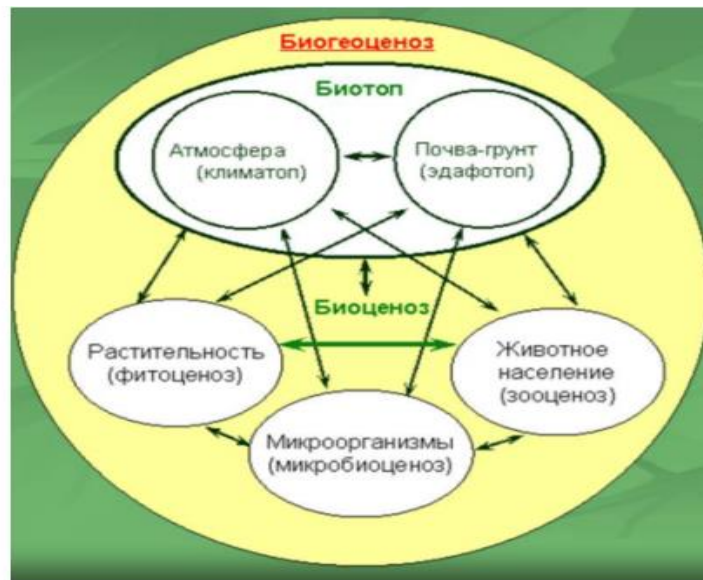 Биогеоценоз
Биотоп
Атмосфера
(климатоп)
Почва-грунт
(эдафотоп)
Биоценоз
Растительность
(фитоценоз)
Животное
население
(зооценоз)
Микроорганизмы
(микробиоценоз)